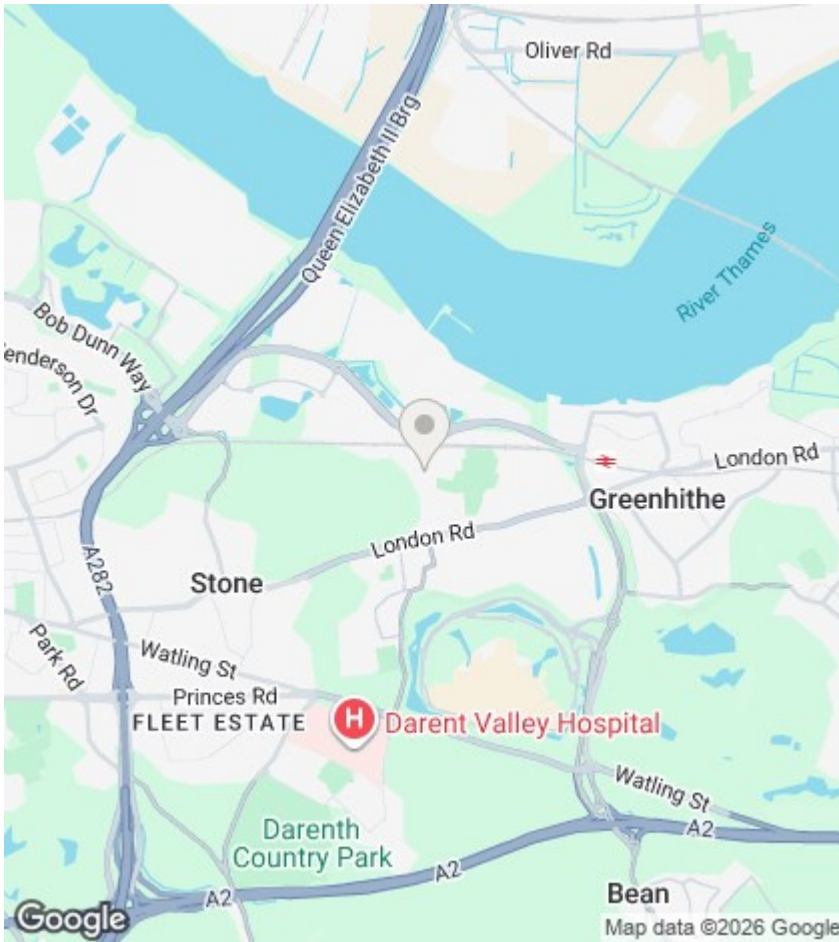 Oliver Rd
Queen Elizabeth II Brg
River Thames
Bob Dunn Way
enderson Dr
London Rd
Greenhithe
London Rd
A282
Stone
Park Rd
Watling St
Princes Rd
FLEET ESTATE
H
Darent Valley Hospital
Watling St
A2
Darenth
Country Park
A2
A2
Bean
Google
Map data ©2026 Google